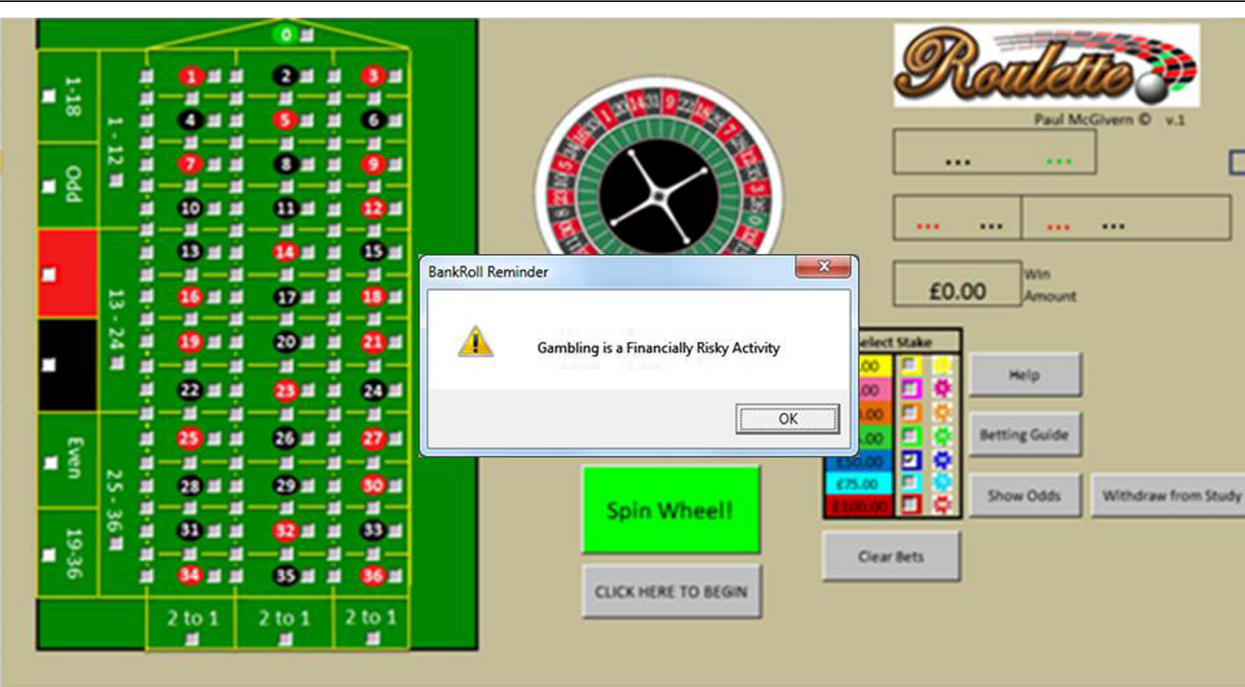 0
1-18
Odd
Even
19-36
1 - 12
13 - 24
25 - 36
1 2 3
4 5 6
7 8 9
10 11 12
13 14 15
16 17 18
19 20 21
22 23 24
25 26 27
28 29 30
31 32 33
34 35 36
2 to 1 2 to 1 2 to 1
Roulette
Paul McGivern © v.1
... ...
... ... ... ...
£0.00
Win
Amount
BankRoll Reminder
Gambling is a Financially Risky Activity
OK
Stake
£50.00
£75.00
£100.00
Help
Betting Guide
Show Odds
Withdraw from Study
Clear Bets
Spin Wheel!
CLICK HERE TO BEGIN